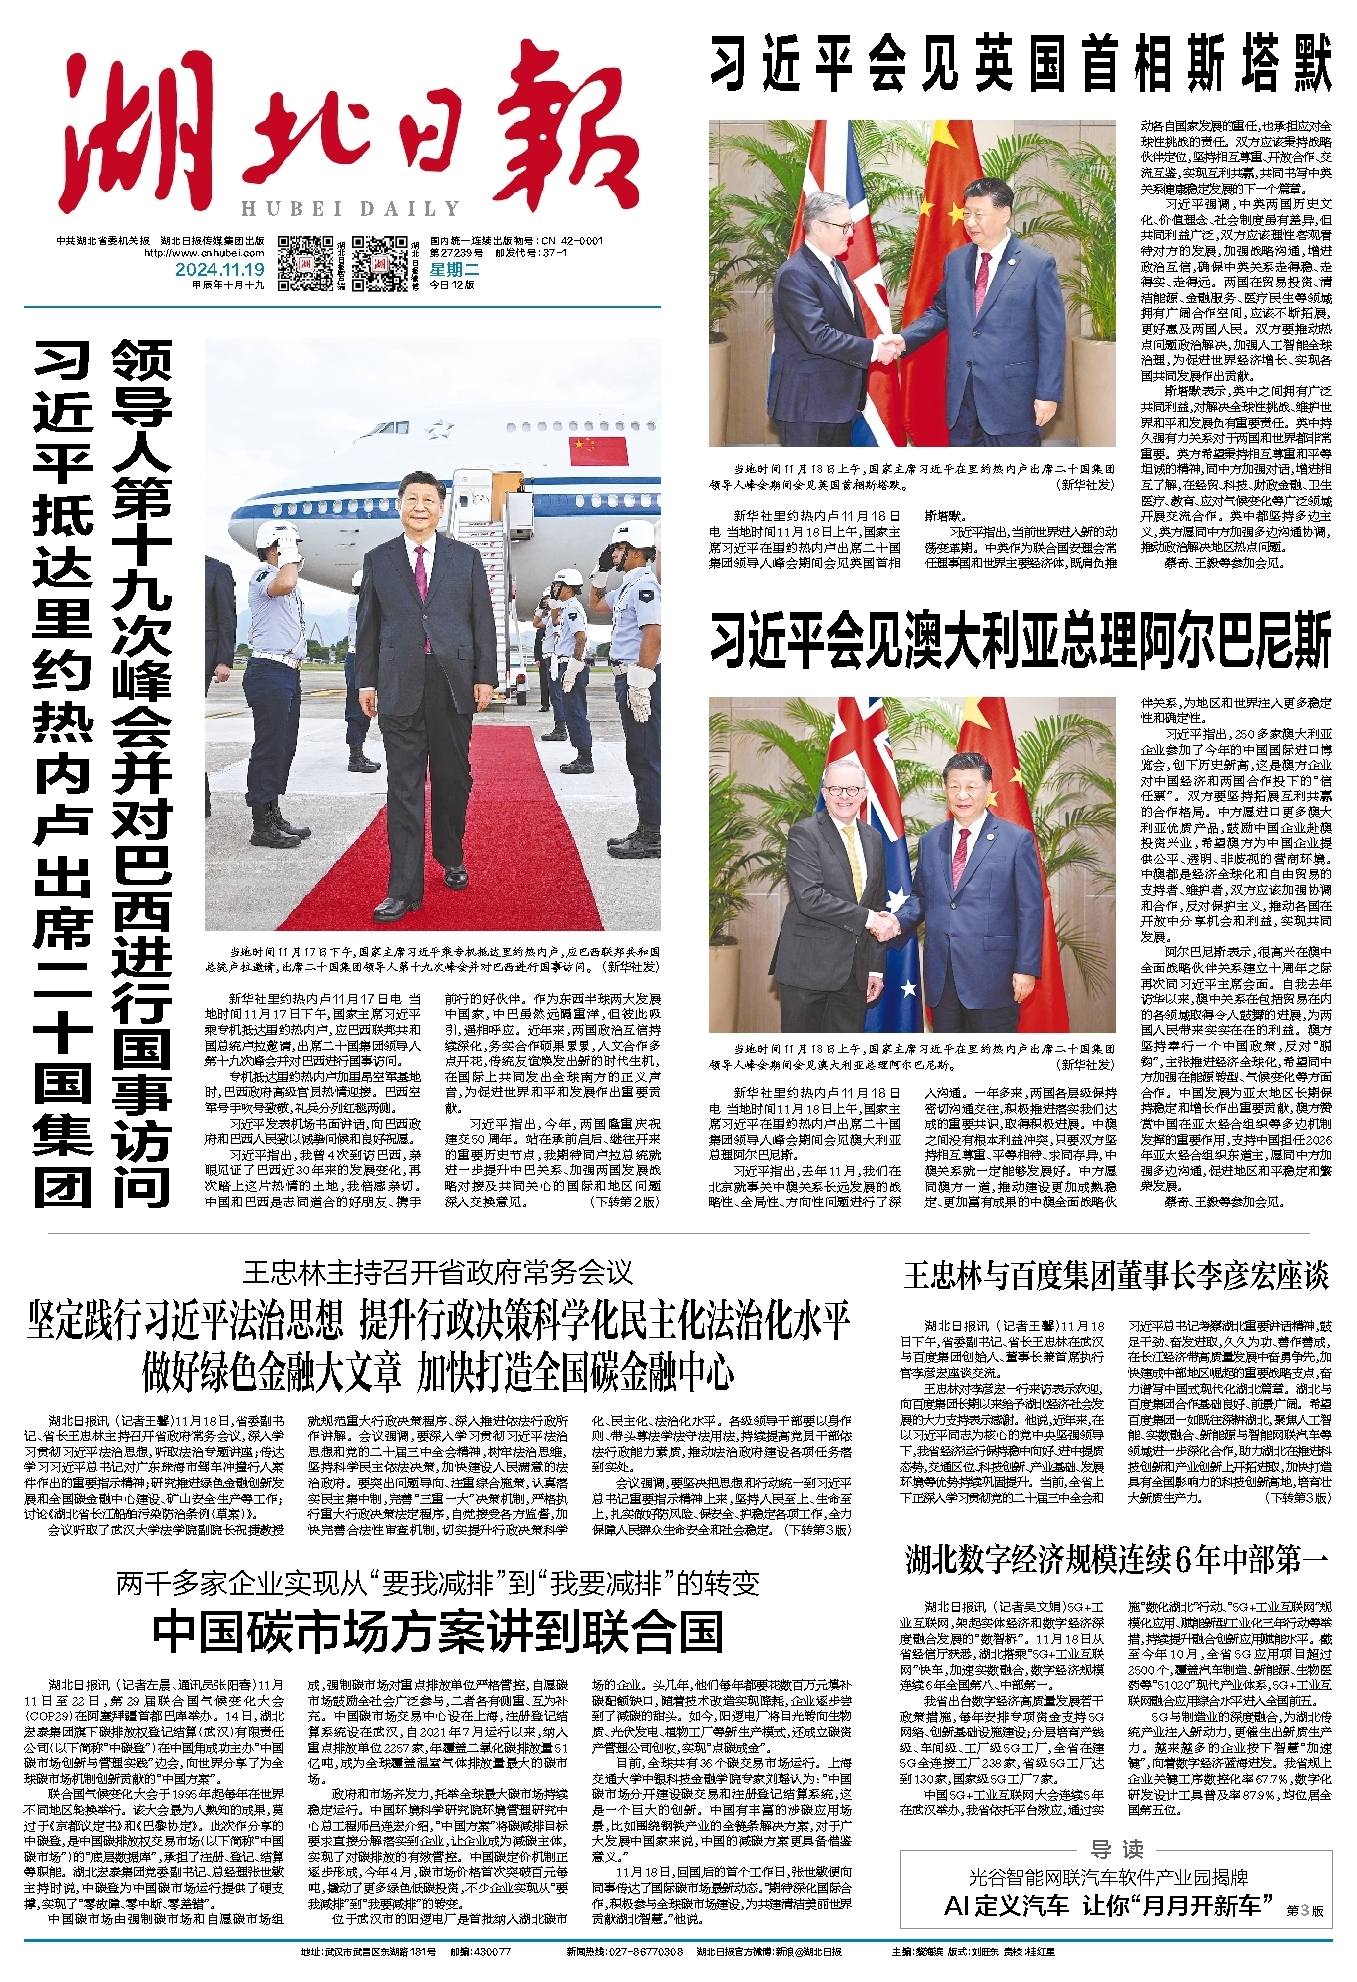 湖北日報
HUBEI DAILY
中共湖北省委机关报 湖北日报传媒集团出版
http://www.cnhubei.com
2024.11.19
甲辰年十月十九
国内统一连续出版物号:CN 42-0001
第27239号 邮发代号:37-1
星期二
今日12版
习近平抵达里约热内卢出席二十国集团
领导人第十九次峰会并对巴西进行国事访问
当地时间11月17日下午,国家主席习近平乘专机抵达里约热内卢,应巴西联邦共和国
总统卢拉邀请,出席二十国集团领导人第十九次峰会并对巴西进行国事访问。(新华社发)
新华社里约热内卢11月17日电 当
地时间11月17日下午,国家主席习近平
乘专机抵达里约热内卢,应巴西联邦共和
国总统卢拉邀请,出席二十国集团领导人
第十九次峰会并对巴西进行国事访问。
专机抵达里约热内卢加里昂空军基地
时,巴西政府高级官员热情迎接。巴西空
军号手吹号致敬,礼兵分列红毯两侧。
习近平发表机场书面讲话,向巴西政
府和巴西人民致以诚挚问候和良好祝愿。
习近平指出,我曾4次到访巴西,亲
眼见证了巴西近30年来的发展变化,再
次踏上这片热情的土地,我倍感亲切。
中国和巴西是志同道合的好朋友、携手
前行的好伙伴。作为东西半球两大发展
中国家,中巴虽然远隔重洋,但彼此吸
引,遥相呼应。近年来,两国政治互信持
续深化,务实合作硕果累累,人文合作多
点开花,传统友谊焕发出新的时代生机,
在国际上共同发出全球南方的正义声
音,为促进世界和平和发展作出重要贡
献。
习近平指出,今年,两国隆重庆祝
建交50周年。站在承前启后、继往开来
的重要历史节点,我期待同卢拉总统就
进一步提升中巴关系、加强两国发展战
略对接及共同关心的国际和地区问题
深入交换意见。 (下转第2版)
习近平会见英国首相斯塔默
当地时间11月18日上午,国家主席习近平在里约热内卢出席二十国集团
领导人峰会期间会见英国首相斯塔默。 (新华社发)
新华社里约热内卢11月18日
电 当地时间11月18日上午,国家主
席习近平在里约热内卢出席二十国
集团领导人峰会期间会见英国首相
斯塔默。
习近平指出,当前世界进入新的动
荡变革期。中英作为联合国安理会常
任理事国和世界主要经济体,既肩负推
动各自国家发展的重任,也承担应对全
球性挑战的责任。双方应该秉持战略
伙伴定位,坚持相互尊重、开放合作、交
流互鉴,实现互利共赢,共同书写中英
关系健康稳定发展的下一个篇章。
习近平强调,中英两国历史文
化、价值理念、社会制度虽有差异,但
共同利益广泛,双方应该理性客观看
待对方的发展,加强战略沟通,增进
政治互信,确保中英关系走得稳、走
得实、走得远。两国在贸易投资、清
洁能源、金融服务、医疗民生等领域
拥有广阔合作空间,应该不断拓展,
更好惠及两国人民。双方要推动热
点问题政治解决,加强人工智能全球
治理,为促进世界经济增长、实现各
国共同发展作出贡献。
斯塔默表示,英中之间拥有广泛
共同利益,对解决全球性挑战、维护世
界和平和发展负有重要责任。英中持
久强有力关系对于两国和世界都非常
重要。英方希望秉持相互尊重和平等
坦诚的精神,同中方加强对话,增进相
互了解,在经贸、科技、财政金融、卫生
医疗、教育、应对气候变化等广泛领域
开展交流合作。英中都坚持多边主
义,英方愿同中方加强多边沟通协调,
推动政治解决地区热点问题。
蔡奇、王毅等参加会见。
习近平会见澳大利亚总理阿尔巴尼斯
当地时间11月18日上午,国家主席习近平在里约热内卢出席二十国集团
领导人峰会期间会见澳大利亚总理阿尔巴尼斯。 (新华社发)
新华社里约热内卢11月18日
电 当地时间11月18日上午,国家主
席习近平在里约热内卢出席二十国
集团领导人峰会期间会见澳大利亚
总理阿尔巴尼斯。
习近平指出,去年11月,我们在
北京就事关中澳关系长远发展的战
略性、全局性、方向性问题进行了深
入沟通。一年多来,两国各层级保持
密切沟通交往,积极推进落实我们达
成的重要共识,取得积极进展。中澳
之间没有根本利益冲突,只要双方坚
持相互尊重、平等相待、求同存异,中
澳关系就一定能够发展好。中方愿
同澳方一道,推动建设更加成熟稳
定、更加富有成果的中澳全面战略伙
伴关系,为地区和世界注入更多稳定
性和确定性。
习近平指出,250多家澳大利亚
企业参加了今年的中国国际进口博
览会,创下历史新高,这是澳方企业
对中国经济和两国合作投下的“信
任票”。双方要坚持拓展互利共赢
的合作格局。中方愿进口更多澳大
利亚优质产品,鼓励中国企业赴澳
投资兴业,希望澳方为中国企业提
供公平、透明、非歧视的营商环境。
中澳都是经济全球化和自由贸易的
支持者、维护者,双方应该加强协调
和合作,反对保护主义,推动各国在
开放中分享机会和利益,实现共同
发展。
阿尔巴尼斯表示,很高兴在澳中
全面战略伙伴关系建立十周年之际
再次同习近平主席会面。自我去年
访华以来,澳中关系在包括贸易在内
的各领域取得令人鼓舞的进展,为两
国人民带来实实在在的利益。澳方
坚持奉行一个中国政策,反对“脱
钩”,主张推进经济全球化,希望同中
方加强在能源转型、气候变化等方面
合作。中国发展为亚太地区长期保
持稳定和增长作出重要贡献,澳方赞
赏中国在亚太经合组织等多边机制
发挥的重要作用,支持中国担任2026
年亚太经合组织东道主,愿同中方加
强多边沟通,促进地区和平稳定和繁
荣发展。
蔡奇、王毅等参加会见。
王忠林主持召开省政府常务会议
坚定践行习近平法治思想 提升行政决策科学化民主化法治化水平
做好绿色金融大文章 加快打造全国碳金融中心
湖北日报讯(记者王馨)11月18日,省委副书
记、省长王忠林主持召开省政府常务会议,深入学
习贯彻习近平法治思想,听取法治专题讲座;传达
学习习近平总书记对广东珠海市驾车冲撞行人案
件作出的重要指示精神;研究推进绿色金融创新发
展和全国碳金融中心建设、矿山安全生产等工作;
讨论《湖北省长江船舶污染防治条例(草案)》。
会议听取了武汉大学法学院副院长祝捷教授
就规范重大行政决策程序、深入推进依法行政所
作讲解。会议强调,要深入学习贯彻习近平法治
思想和党的二十届三中全会精神,树牢法治思维,
坚持科学民主依法决策,加快建设人民满意的法
治政府。要突出问题导向、注重综合施策,认真落
实民主集中制,完善“三重一大”决策机制,严格执
行重大行政决策法定程序,自觉接受各方监督,加
快完善合法性审查机制,切实提升行政决策科学
化、民主化、法治化水平。各级领导干部要以身作
则、带头尊法学法守法用法,持续提高党员干部依
法行政能力素质,推动法治政府建设各项任务落
到实处。
会议强调,要坚决把思想和行动统一到习近平
总书记重要指示精神上来,坚持人民至上、生命至
上,扎实做好防风险、保安全、护稳定各项工作,全力
保障人民群众生命安全和社会稳定。(下转第3版)
两千多家企业实现从“要我减排”到“我要减排”的转变
中国碳市场方案讲到联合国
湖北日报讯(记者左晨、通讯员张阳春)11月
11日至22日,第29届联合国气候变化大会
(COP29)在阿塞拜疆首都巴库举办。14日,湖北
宏泰集团旗下碳排放权登记结算(武汉)有限责任
公司(以下简称“中碳登”)在中国角成功主办“中国
碳市场创新与管理实践”边会,向世界分享了为全
球碳市场机制创新贡献的“中国方案”。
联合国气候变化大会于1995年起每年在世界
不同地区轮换举行。该大会最为人熟知的成果,莫
过于《京都议定书》和《巴黎协定》。此次作分享的
中碳登,是中国碳排放权交易市场(以下简称“中国
碳市场”)的“底层数据库”,承担了注册、登记、结算
等职能。湖北宏泰集团党委副书记、总经理张世敏
主持时说,中碳登为中国碳市场运行提供了硬支
撑,实现了“零故障、零中断、零差错”。
中国碳市场由强制碳市场和自愿碳市场组
成,强制碳市场对重点排放单位严格管控,自愿碳
市场鼓励全社会广泛参与,二者各有侧重、互为补
充。中国碳市场交易中心设在上海,注册登记结
算系统设在武汉,自2021年7月运行以来,纳入
重点排放单位2257家,年覆盖二氧化碳排放量51
亿吨,成为全球覆盖温室气体排放量最大的碳市
场。
政府和市场齐发力,托举全球最大碳市场持续
稳定运行。中国环境科学研究院环境管理研究中
心总工程师吕连宏介绍,“中国方案”将碳减排目标
要求直接分解落实到企业,让企业成为减碳主体,
实现了对碳排放的有效管控。中国碳定价机制正
逐步形成,今年4月,碳市场价格首次突破百元每
吨,撬动了更多绿色低碳投资,不少企业实现从“要
我减排”到“我要减排”的转变。
位于武汉市的阳逻电厂是首批纳入湖北碳市
场的企业。头几年,他们每年都要花数百万元填补
碳配额缺口,随着技术改造实现降耗,企业逐步尝
到了减碳的甜头。如今,阳逻电厂将目光转向生物
质、光伏发电、植物工厂等新生产模式,还成立碳资
产管理公司创收,实现“点碳成金”。
目前,全球共有36个碳交易市场运行。上海
交通大学中银科技金融学院专家刘瑞认为:“中国
碳市场分开建设碳交易和注册登记结算系统,这
是一个巨大的创新。中国有丰富的涉碳应用场
景,比如围绕钢铁产业的全链条解决方案,对于广
大发展中国家来说,中国的减碳方案更具备借鉴
意义。”
11月18日,回国后的首个工作日,张世敏便向
同事传达了国际碳市场最新动态。“期待深化国际合
作,积极参与全球碳市场建设,为共建清洁美丽世界
贡献湖北智慧。”他说。
王忠林与百度集团董事长李彦宏座谈
湖北日报讯(记者王馨)11月18
日下午,省委副书记、省长王忠林在武汉
与百度集团创始人、董事长兼首席执行
官李彦宏座谈交流。
王忠林对李彦宏一行来访表示欢迎,
向百度集团长期以来给予湖北经济社会发
展的大力支持表示感谢。他说,近年来,在
以习近平同志为核心的党中央坚强领导
下,我省经济运行保持稳中向好、进中提质
态势,交通区位、科技创新、产业基础、发展
环境等优势持续巩固提升。当前,全省上
下正深入学习贯彻党的二十届三中全会和
习近平总书记考察湖北重要讲话精神,鼓
足干劲、奋发进取,久久为功、善作善成,
在长江经济带高质量发展中奋勇争先,加
快建成中部地区崛起的重要战略支点,奋
力谱写中国式现代化湖北篇章。湖北与
百度集团合作基础良好、前景广阔。希望
百度集团一如既往深耕湖北,聚焦人工智
能、实数融合、新能源与智能网联汽车等
领域进一步深化合作,助力湖北在推进科
技创新和产业创新上开拓进取,加快打造
具有全国影响力的科技创新高地,培育壮
大新质生产力。 (下转第3版)
湖北数字经济规模连续6年中部第一
湖北日报讯(记者吴文娟)5G+工
业互联网,架起实体经济和数字经济深
度融合发展的“数智桥”。11月18日从
省经信厅获悉,湖北搭乘“5G+工业互联
网”快车,加速实数融合,数字经济规模
连续6年全国第八、中部第一。
我省出台数字经济高质量发展若干
政策措施,每年安排专项资金支持5G
网络、创新基础设施建设;分层培育产线
级、车间级、工厂级5G工厂,全省在建
5G全连接工厂238家,省级5G工厂达
到130家,国家级5G工厂7家。
中国5G+工业互联网大会连续5年
在武汉举办,我省依托平台效应,通过实
施“数化湖北”行动、“5G+工业互联网”规
模化应用、赋能新型工业化三年行动等举
措,持续提升融合创新应用赋能水平。截
至今年10月,全省5G应用项目超过
2500个,覆盖汽车制造、新能源、生物医
药等“51020”现代产业体系,5G+工业互
联网融合应用综合水平进入全国前五。
5G与制造业的深度融合,为湖北传
统产业注入新动力,更催生出新质生产
力。越来越多的企业按下智慧“加速
键”,向着数字经济蓝海进发。我省规上
企业关键工序数控化率67.7%,数字化
研发设计工具普及率87.9%,均位居全
国第五位。
导读
光谷智能网联汽车软件产业园揭牌
AI定义汽车 让你“月月开新车” 第3版
地址:武汉市武昌区东湖路181号 邮编:430077 新闻热线:027-86770308 湖北日报官方微博:新浪@湖北日报 主编:黎海滨 版式:刘田东 责校:桂红星